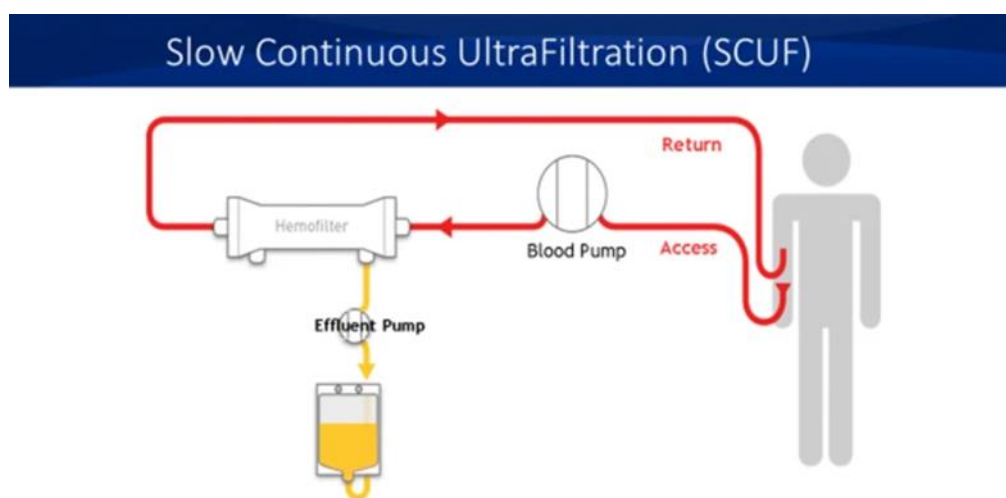 Slow Continuous UltraFiltration (SCUF)
Return
Hemofilter
Blood Pump
Access
Effluent Pump